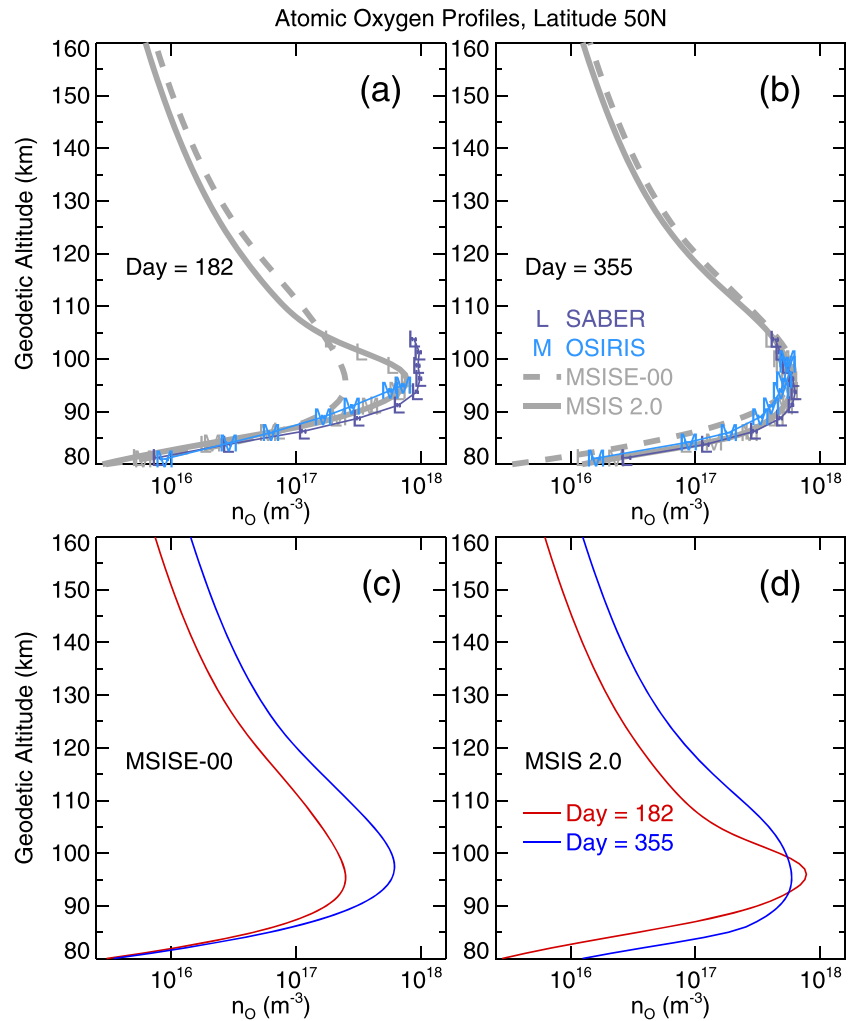 Atomic Oxygen Profiles, Latitude 50N
(a)
160
150
140
130
120
110
100
90
80
Geodetic Altitude (km)
Day = 182
10^16
10^17
10^18
n_O (m^-3)
(b)
160
150
140
130
120
110
100
90
80
Day = 355
L SABER
M OSIRIS
MSISE-00
MSIS 2.0
10^16
10^17
10^18
n_O (m^-3)
(c)
160
150
140
130
120
110
100
90
80
Geodetic Altitude (km)
MSISE-00
10^16
10^17
10^18
n_O (m^-3)
(d)
160
150
140
130
120
110
100
90
80
MSIS 2.0
Day = 182
Day = 355
10^16
10^17
10^18
n_O (m^-3)